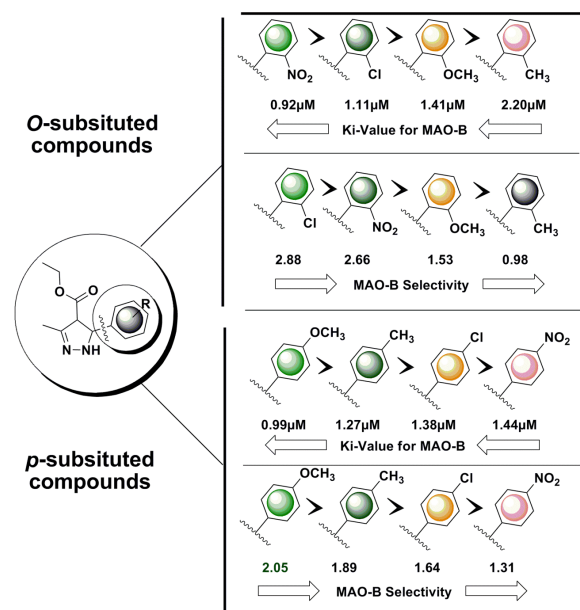 NO₂
Cl
OCH₃
CH₃
0.92µM 1.11µM 1.41µM 2.20µM
Ki-Value for MAO-B
O-subsituted
compounds
Cl
NO₂
OCH₃
CH₃
2.88 2.66 1.53 0.98
MAO-B Selectivity
O
O
R
N
NH
OCH₃
CH₃
Cl
NO₂
0.99µM 1.27µM 1.38µM 1.44µM
Ki-Value for MAO-B
p-subsituted
compounds
OCH₃
CH₃
Cl
NO₂
2.05 1.89 1.64 1.31
MAO-B Selectivity